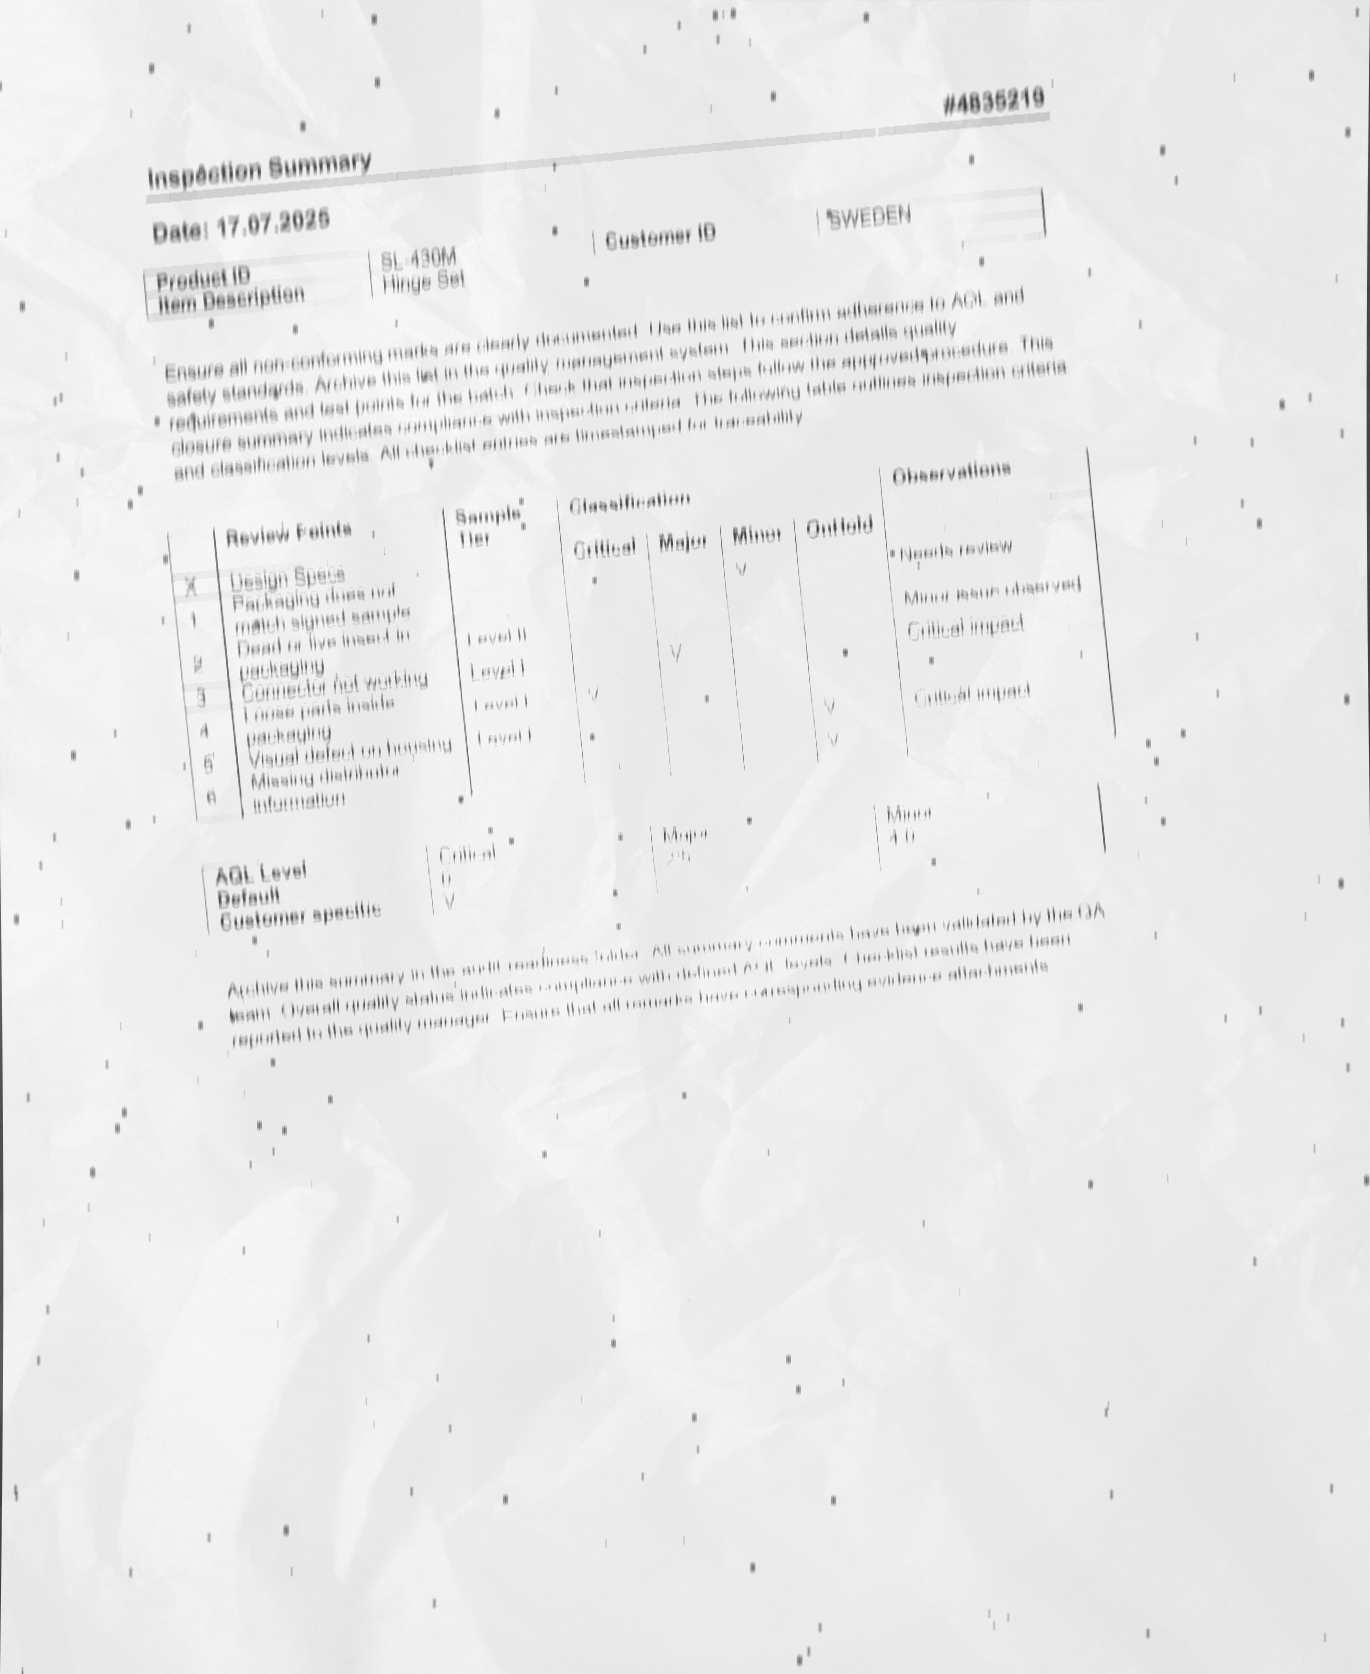 #4835219
Inspection Summary
Date: 17.07.2025
Product ID SL-430M Customer ID SWEDEN
Item Description Hinge Set
Ensure all non-conforming marks are clearly documented. Use this list to confirm adherence to AQL and
safety standards. Archive this list in the quality management system. This section details quality
requirements and test points for the batch. Check that inspection steps follow the approved procedure. This
closure summary indicates compliance with inspection criteria. The following table outlines inspection criteria
and classification levels. All checklist entries are timestamped for traceability.
Review Points Sample Tier Classification Observations
Critical Major Minor OnHold
X Design Specs V Needs review
1 Packaging does not
match signed sample Minor issue observed
2 Dead or live insect in
packaging Level II V Critical impact
3 Connector not working Level I V
4 Loose parts inside
packaging Level I V Critical impact
5 Visual defect on housing Level I V
6 Missing distributor
information
AQL Level Critical Major Minor
Default 0 2.5 4.0
Customer specific V
Archive this summary in the audit readiness folder. All summary comments have been validated by the QA
team. Overall quality status indicates compliance with defined AQL levels. Checklist results have been
reported to the quality manager. Ensure that all remarks have corresponding evidence attachments.